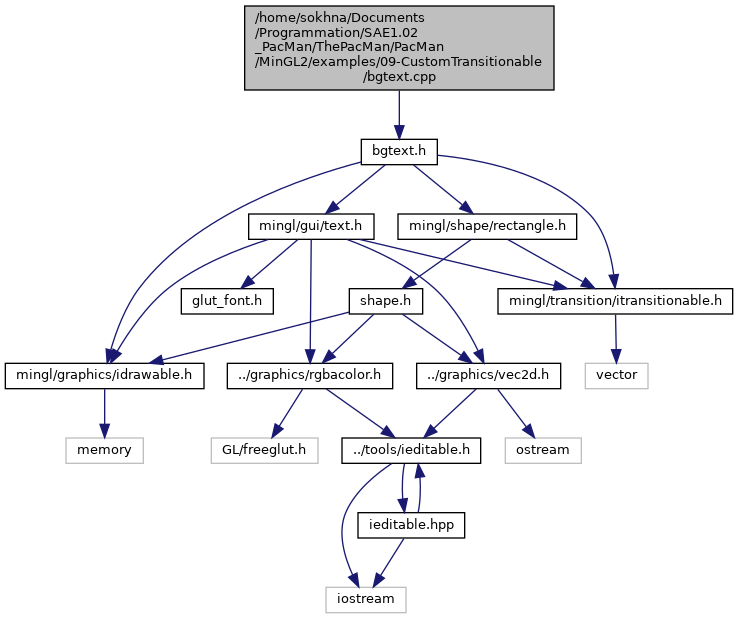 /home/sokhna/Documents
/Programmation/SAE1.02
_PacMan/ThePacMan/PacMan
/MinGL2/examples/09-CustomTransitionable
/bgtext.cpp
bgtext.h
mingl/gui/text.h
mingl/shape/rectangle.h
glut_font.h
shape.h
mingl/transition/itransitionable.h
mingl/graphics/idrawable.h
../graphics/rgbacolor.h
../graphics/vec2d.h
vector
memory
GL/freeglut.h
../tools/ieditable.h
ostream
ieditable.hpp
iostream